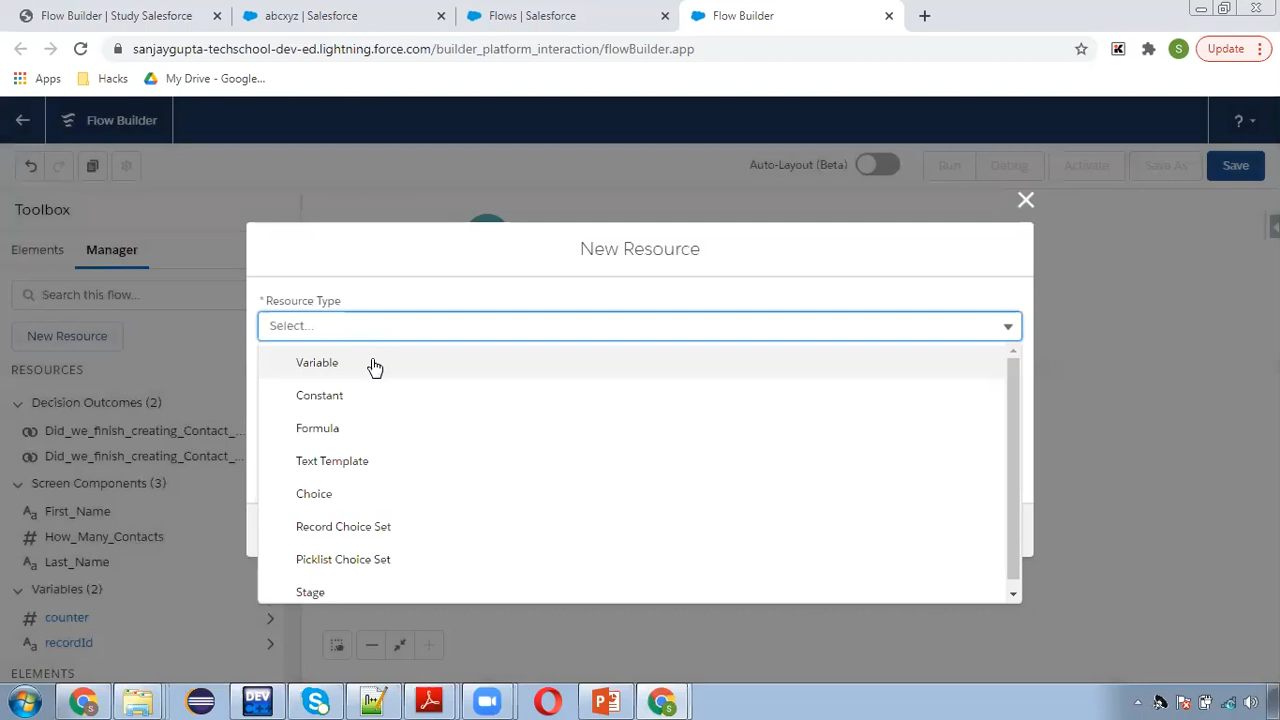 Flow Builder | Study Salesforce
abcxyz | Salesforce
Flows | Salesforce
Flow Builder
sanjaygupta-techschool-dev-ed.lightning.force.com/builder_platform_interaction/flowBuilder.app
S
Update
Apps
Hacks
My Drive - Google...
Flow Builder
?
Auto-Layout (Beta)
Run
Debug
Activate
Save As
Save
Toolbox
Elements
Manager
Search this flow...
New Resource
RESOURCES
Decision Outcomes (2)
Did_we_finish_creating_Contact_...
Did_we_finish_creating_Contact_...
Screen Components (3)
First_Name
How_Many_Contacts
Last_Name
Variables (2)
counter
recordId
ELEMENTS
New Resource
* Resource Type
Select...
Variable
Constant
Formula
Text Template
Choice
Record Choice Set
Picklist Choice Set
Stage
DEV
C++